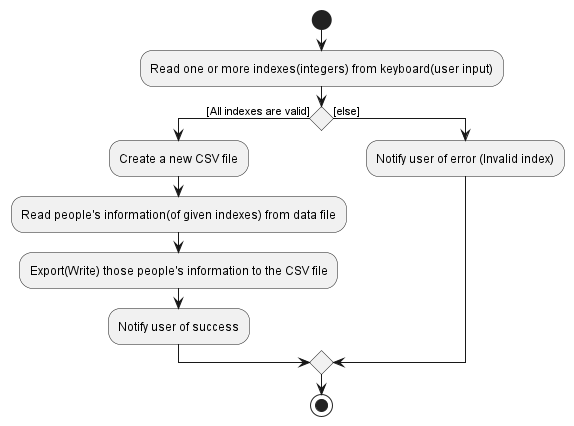 Read one or more indexes(integers) from keyboard(user input)
[All indexes are valid]
[else]
Create a new CSV file
Notify user of error (Invalid index)
Read people's information(of given indexes) from data file
Export(Write) those people's information to the CSV file
Notify user of success